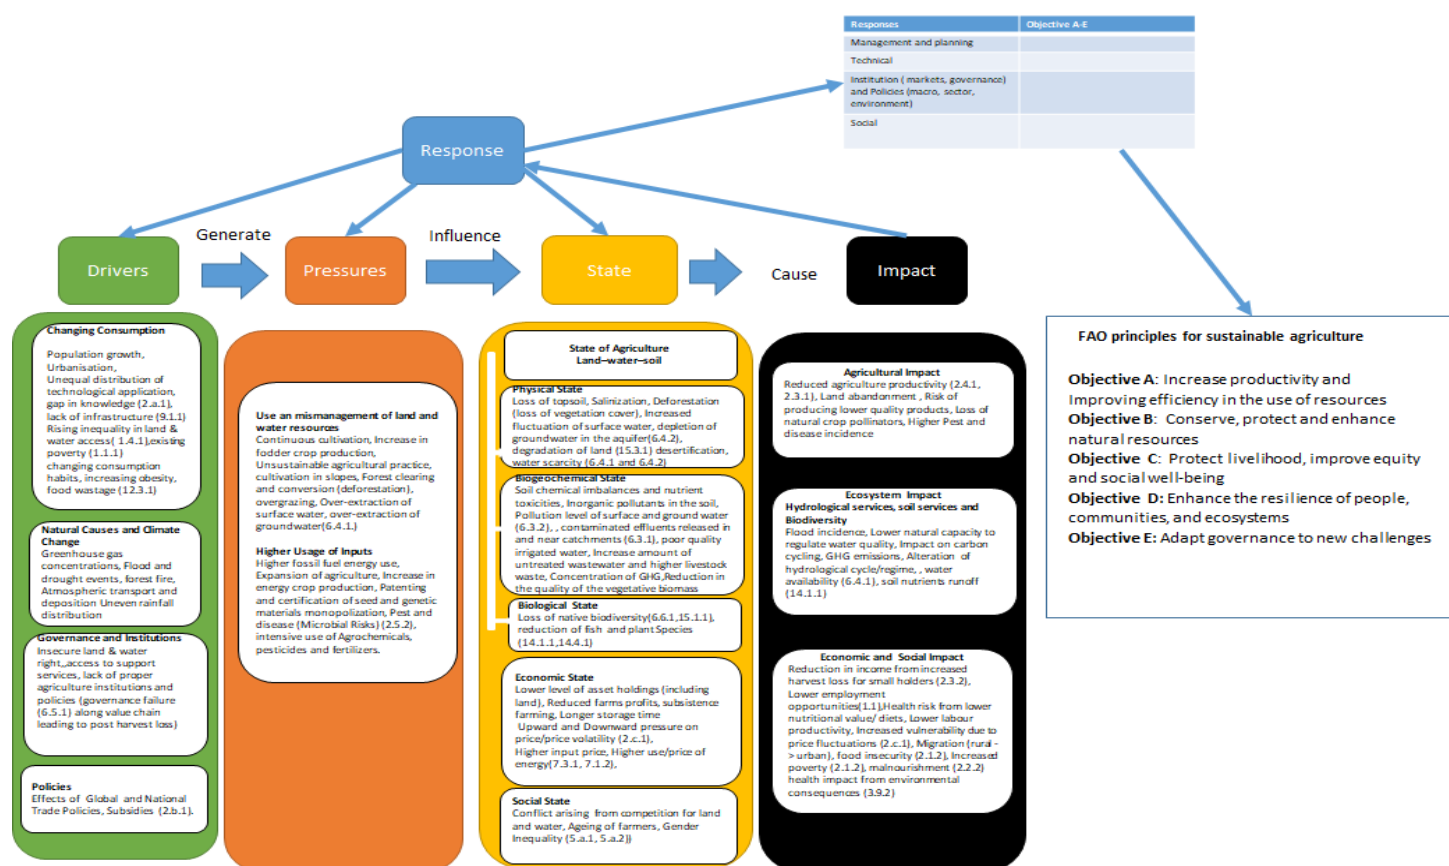 Responses
Objective A-E
Management and planning
Technical
Institution ( markets, governance)
and Policies (macro, sector,
environment)
Social
Response
Generate
Influence
Cause
Drivers
Pressures
State
Impact
Changing Consumption
Population growth,
Urbanisation,
Unequal distribution of
technological application,
gap in knowledge (2.a.1),
lack of infrastructure (9.1.1)
Rising inequality in land &
water access( 1.4.1),existing
poverty (1.1.1)
changing consumption
habits, increasing obesity,
food wastage (12.3.1)
Natural Causes and Climate
Change
Greenhouse gas
concentrations, Flood and
drought events, forest fire,
Atmospheric transport and
deposition Uneven rainfall
distribution
Governance and Institutions
Insecure land & water
right,,access to support
services, lack of proper
agriculture institutions and
policies (governance failure
(6.5.1) along value chain
leading to post harvest loss)
Policies
Effects of Global and National
Trade Policies, Subsidies (2.b.1).
Use an mismanagement of land and
water resources
Continuous cultivation, Increase in
fodder crop production,
Unsustainable agricultural practice,
cultivation in slopes, Forest clearing
and conversion (deforestation),
overgrazing, Over-extraction of
surface water, over-extraction of
groundwater(6.4.1.)
Higher Usage of Inputs
Higher fossil fuel energy use,
Expansion of agriculture, Increase in
energy crop production, Patenting
and certification of seed and genetic
materials monopolization, Pest and
disease (Microbial Risks) (2.5.2),
intensive use of Agrochemicals,
pesticides and fertilizers.
State of Agriculture
Land–water–soil
Physical State
Loss of topsoil, Salinization, Deforestation
(loss of vegetation cover), Increased
fluctuation of surface water, depletion of
groundwater in the aquifer(6.4.2),
degradation of land (15.3.1) desertification,
water scarcity (6.4.1 and 6.4.2)
Biogeochemical State
Soil chemical imbalances and nutrient
toxicities, Inorganic pollutants in the soil,
Pollution level of surface and ground water
(6.3.2), , contaminated effluents released in
and near catchments (6.3.1), poor quality
irrigated water, Increase amount of
untreated wastewater and higher livestock
waste, Concentration of GHG,Reduction in
the quality of the vegetative biomass
Biological State
Loss of native biodiversity(6.6.1,15.1.1),
reduction of fish and plant Species
(14.1.1,14.4.1)
Economic State
Lower level of asset holdings (including
land), Reduced farms profits, subsistence
farming, Longer storage time
Upward and Downward pressure on
price/price volatility (2.c.1),
Higher input price, Higher use/price of
energy(7.3.1, 7.1.2),
Social State
Conflict arising from competition for land
and water, Ageing of farmers, Gender
Inequality (5.a.1, 5.a.2))
Agricultural Impact
Reduced agriculture productivity (2.4.1,
2.3.1), Land abandonment , Risk of
producing lower quality products, Loss of
natural crop pollinators, Higher Pest and
disease incidence
Ecosystem Impact
Hydrological services, soil services and
Biodiversity
Flood incidence, Lower natural capacity to
regulate water quality, Impact on carbon
cycling, GHG emissions, Alteration of
hydrological cycle/regime, , water
availability (6.4.1), soil nutrients runoff
(14.1.1)
Economic and Social Impact
Reduction in income from increased
harvest loss for small holders (2.3.2),
Lower employment
opportunities(1.1),Health risk from lower
nutritional value/ diets, Lower labour
productivity, Increased vulnerability due to
price fluctuations (2.c.1), Migration (rural -
> urban), food insecurity (2.1.2), Increased
poverty (2.1.2), malnourishment (2.2.2)
health impact from environmental
consequences (3.9.2)
FAO principles for sustainable agriculture
Objective A: Increase productivity and
Improving efficiency in the use of resources
Objective B: Conserve, protect and enhance
natural resources
Objective C: Protect livelihood, improve equity
and social well-being
Objective D: Enhance the resilience of people,
communities, and ecosystems
Objective E: Adapt governance to new challenges